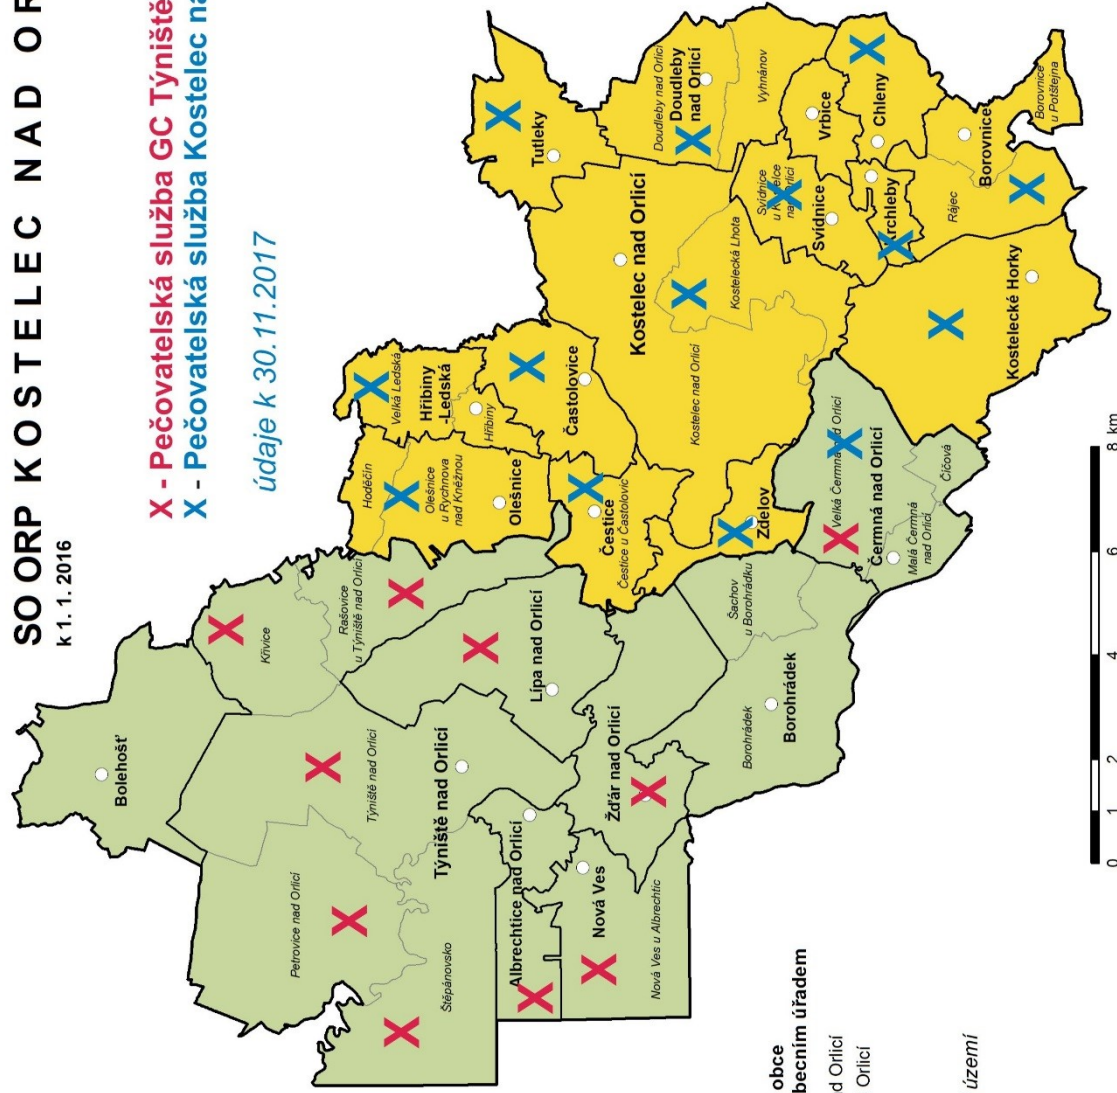 SO ORP KOSTELEC NAD OR
k 1. 1. 2016
X - Pečovatelská služba GC Týniště
X - Pečovatelská služba Kostelec na
údaje k 30.11.2017
Bolehošť
Křivice
Rašovice
u Týniště nad Orlicí
Týniště nad Orlicí
Týniště nad Orlicí
Petrovice nad Orlicí
Štěpánovsko
Albrechtice nad Orlicí
Nová Ves
Nová Ves u Albrechtic
Lípa nad Orlicí
Žďár nad Orlicí
Borohrádek
Borohrádek
Šachov
u Borohrádku
Velká Čermná nad Orlicí
Čermná nad Orlicí
Malá Čermná
nad Orlicí
Číčová
Hoděčín
Olešnice
u Rychnova
nad Kněžnou
Olešnice
Velká Ledská
Hřibiny
-Ledská
Hřibiny
Častolovice
Čestice
Čestice u Častolovic
Zdelov
Kostelec nad Orlicí
Kostelecká Lhota
Kostelec nad Orlicí
Tutleky
Doudleby nad Orlicí
Doudleby
nad Orlicí
Vyhnánov
Vrbice
Chleny
Svídnice
u Kostelce
nad Orlicí
Svídnice
Krchleby
Rájec
Borovnice
Borovnice
u Potštejna
Kostelecké Horky
0 1 2 4 6 8 km
obce
becním úřadem
d Orlicí
Orlicí
území